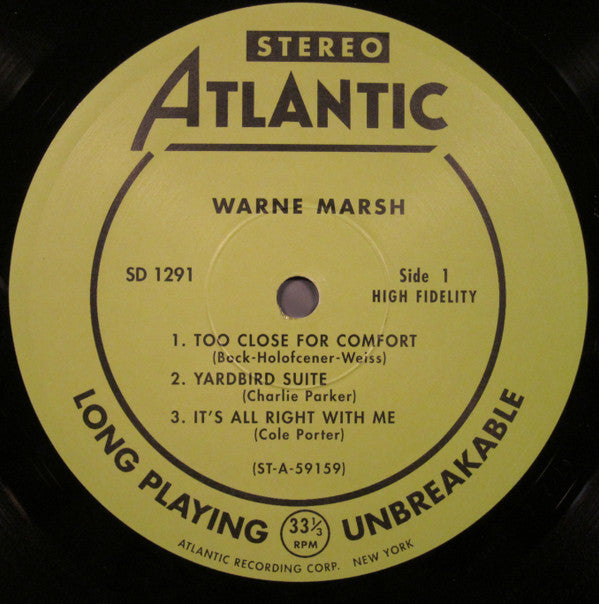 STEREO
ATLANTIC
WARNE MARSH
SD 1291
Side 1
HIGH FIDELITY
1. TOO CLOSE FOR COMFORT
(Bock-Holofcener-Weiss)
2. YARDBIRD SUITE
(Charlie Parker)
3. IT'S ALL RIGHT WITH ME
(Cole Porter)
(ST-A-59159)
LONG PLAYING 33⅓ RPM UNBREAKABLE
ATLANTIC RECORDING CORP. NEW YORK